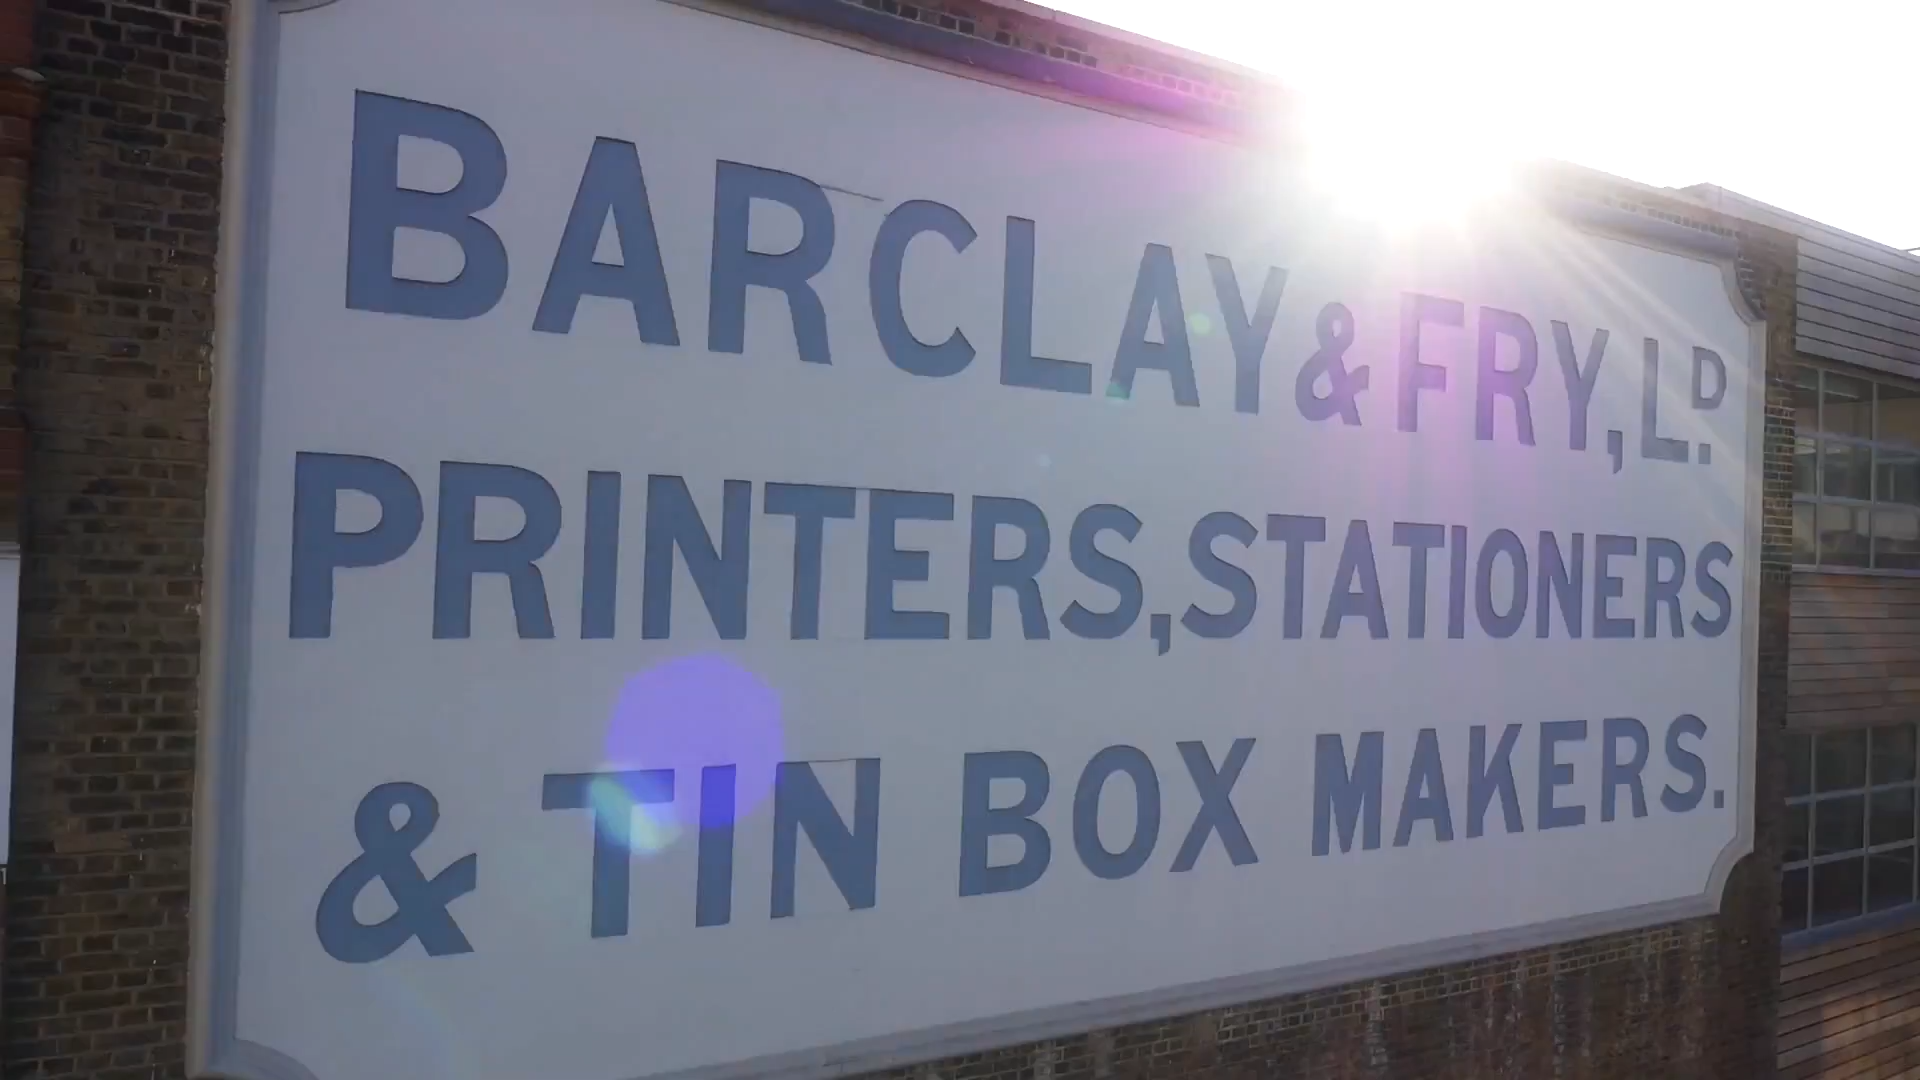 BARCLAY & FRY, LD.
PRINTERS, STATIONERS
& TIN BOX MAKERS.